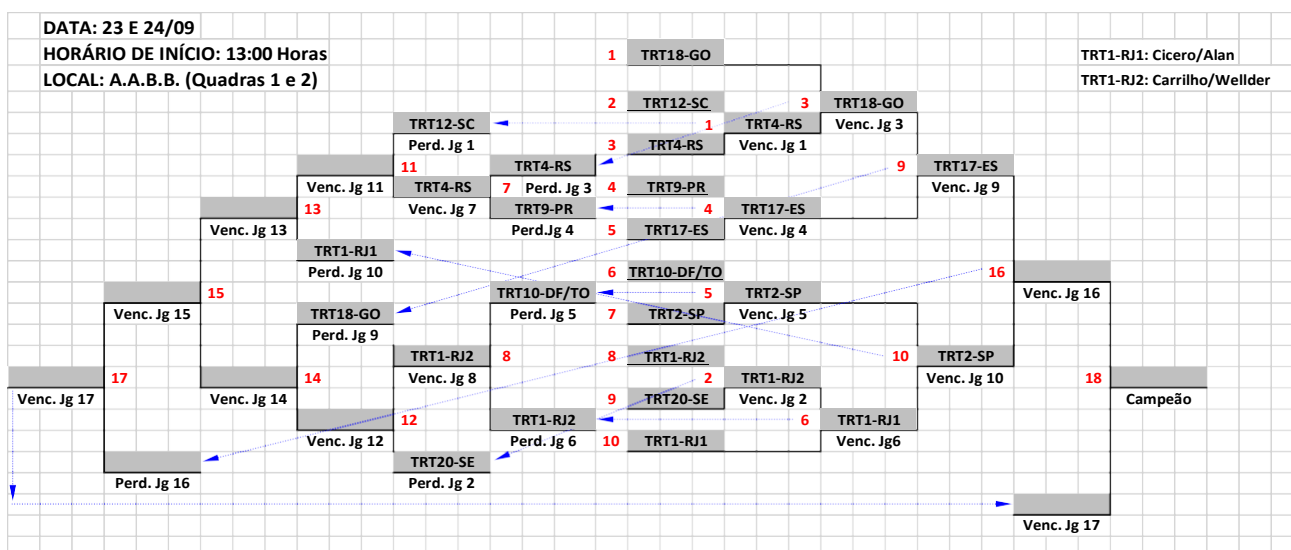 DATA: 23 E 24/09
HORÁRIO DE INÍCIO: 13:00 Horas
LOCAL: A.A.B.B. (Quadras 1 e 2)
1 TRT18-GO
TRT1-RJ1: Cicero/Alan
TRT1-RJ2: Carrilho/Wellder
2 TRT12-SC
3 TRT18-GO
TRT12-SC
1 TRT4-RS
Venc. Jg 3
Perd. Jg 1
3 TRT4-RS
Venc. Jg 1
11
TRT4-RS
9 TRT17-ES
Venc. Jg 11
TRT4-RS
7 Perd. Jg 3
4 TRT9-PR
Venc. Jg 9
13
Venc. Jg 7
TRT9-PR
4 TRT17-ES
Venc. Jg 13
Perd.Jg 4
5 TRT17-ES
Venc. Jg 4
TRT1-RJ1
Perd. Jg 10
6 TRT10-DF/TO
16
15
TRT10-DF/TO
5 TRT2-SP
Venc. Jg 16
Venc. Jg 15
TRT18-GO
Perd. Jg 5
7 TRT2-SP
Venc. Jg 5
Perd. Jg 9
TRT1-RJ2
8
8 TRT1-RJ2
10 TRT2-SP
17
14
Venc. Jg 8
2 TRT1-RJ2
Venc. Jg 10
18
Venc. Jg 17
Venc. Jg 14
9 TRT20-SE
Venc. Jg 2
Campeão
12
TRT1-RJ2
6 TRT1-RJ1
Venc. Jg 12
Perd. Jg 6
10 TRT1-RJ1
Venc. Jg6
TRT20-SE
Perd. Jg 16
Perd. Jg 2
Venc. Jg 17